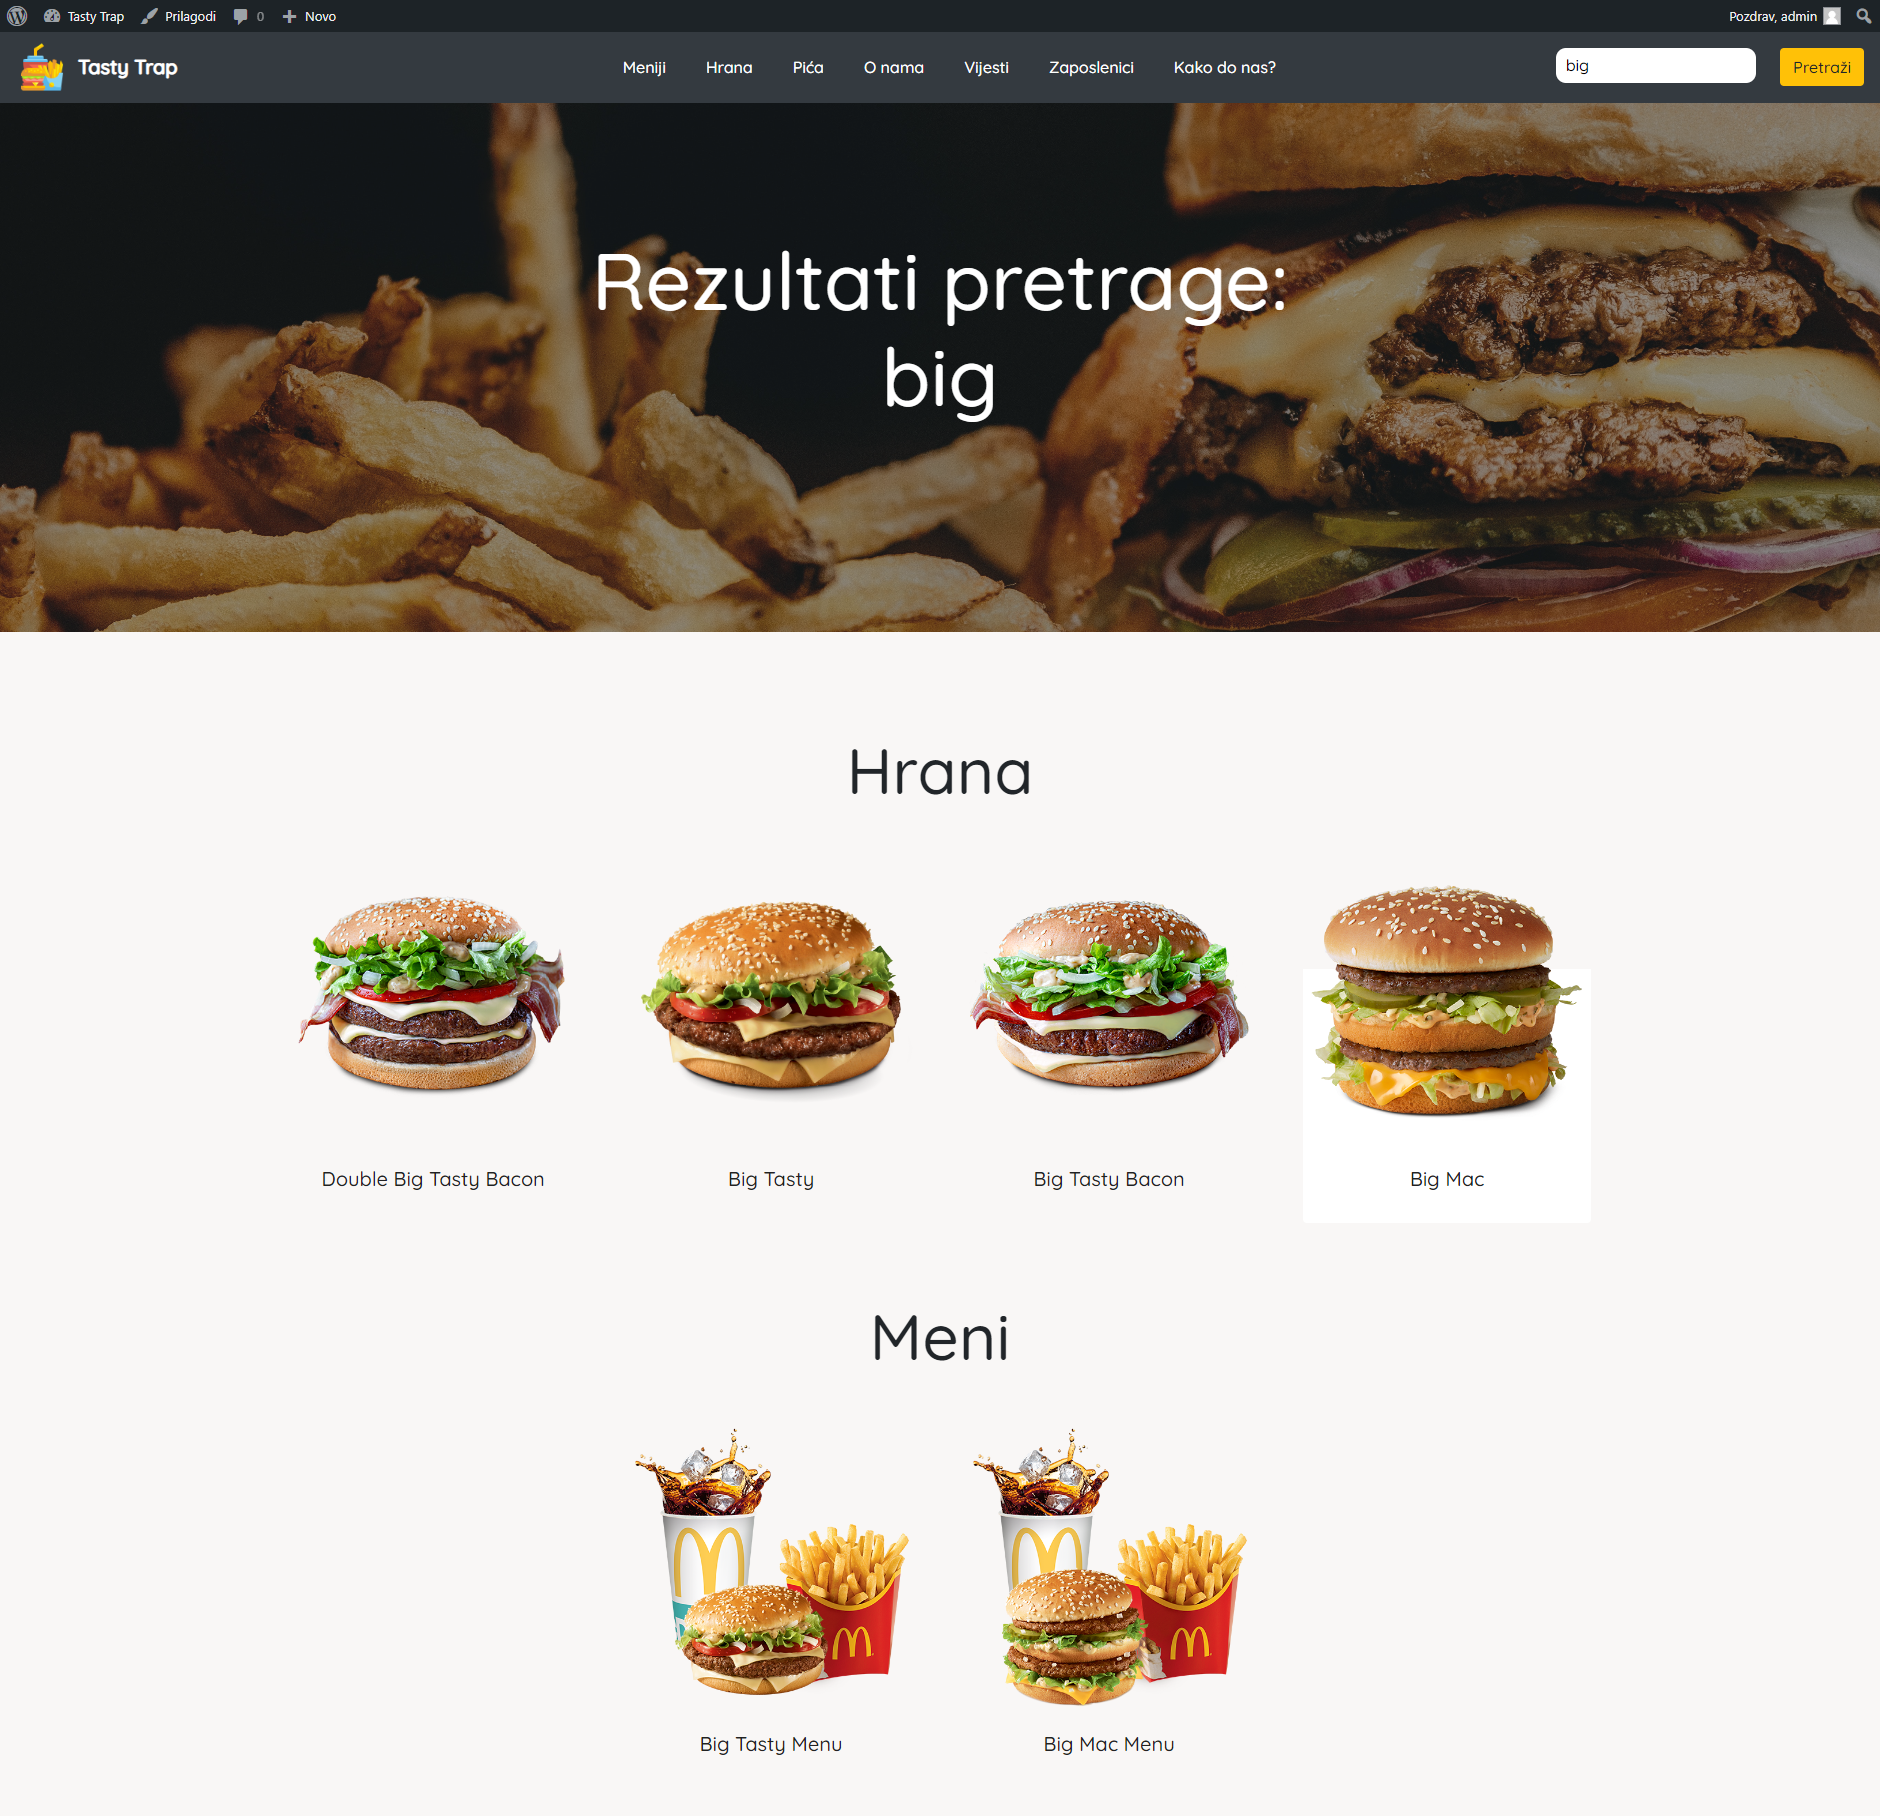 Tasty Trap
Prilagodi
0
Novo
Pozdrav, admin
Tasty Trap
Meniji
Hrana
Pića
O nama
Vijesti
Zaposlenici
Kako do nas?
big
Pretraži
Rezultati pretrage:
big
Hrana
Double Big Tasty Bacon
Big Tasty
Big Tasty Bacon
Big Mac
Meni
Big Tasty Menu
Big Mac Menu